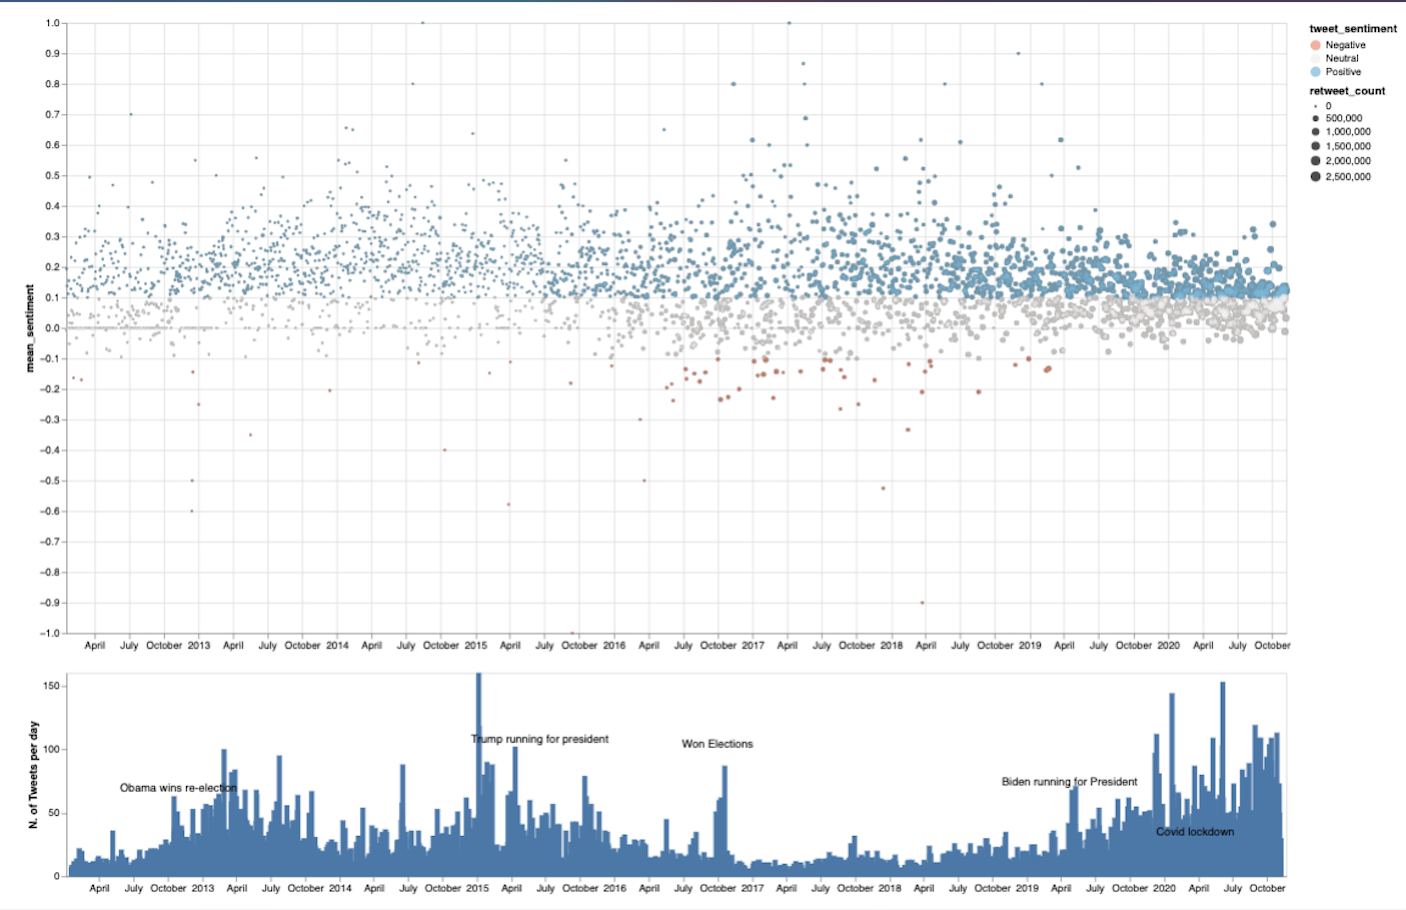 1.0
0.9
0.8
0.7
0.6
0.5
0.4
0.3
0.2
0.1
0.0
−0.1
−0.2
−0.3
−0.4
−0.5
−0.6
−0.7
−0.8
−0.9
−1.0
mean_sentiment
April July October 2013 April July October 2014 April July October 2015 April July October 2016 April July October 2017 April July October 2018 April July October 2019 April July October 2020 April July October
tweet_sentiment
Negative
Neutral
Positive
retweet_count
0
500,000
1,000,000
1,500,000
2,000,000
2,500,000
150
100
50
0
N. of Tweets per day
Obama wins re-election
Trump running for president
Won Elections
Biden running for President
Covid lockdown
April July October 2013 April July October 2014 April July October 2015 April July October 2016 April July October 2017 April July October 2018 April July October 2019 April July October 2020 April July October